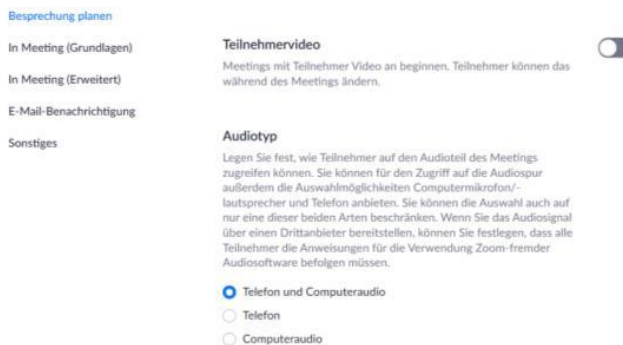 Besprechung planen
In Meeting (Grundlagen)
In Meeting (Erweitert)
E-Mail-Benachrichtigung
Sonstiges
Teilnehmervideo
Meetings mit Teilnehmer Video an beginnen. Teilnehmer können das
während des Meetings ändern.
Audiotyp
Legen Sie fest, wie Teilnehmer auf den Audioteil des Meetings
zugreifen können. Sie können für den Zugriff auf die Audiospur
außerdem die Auswahlmöglichkeiten Computermikrofon/-
lautsprecher und Telefon anbieten. Sie können die Auswahl auch auf
nur eine dieser beiden Arten beschränken. Wenn Sie das Audiosignal
über einen Drittanbieter bereitstellen, können Sie festlegen, dass alle
Teilnehmer die Anweisungen für die Verwendung Zoom-fremder
Audiosoftware befolgen müssen.
Telefon und Computeraudio
Telefon
Computeraudio